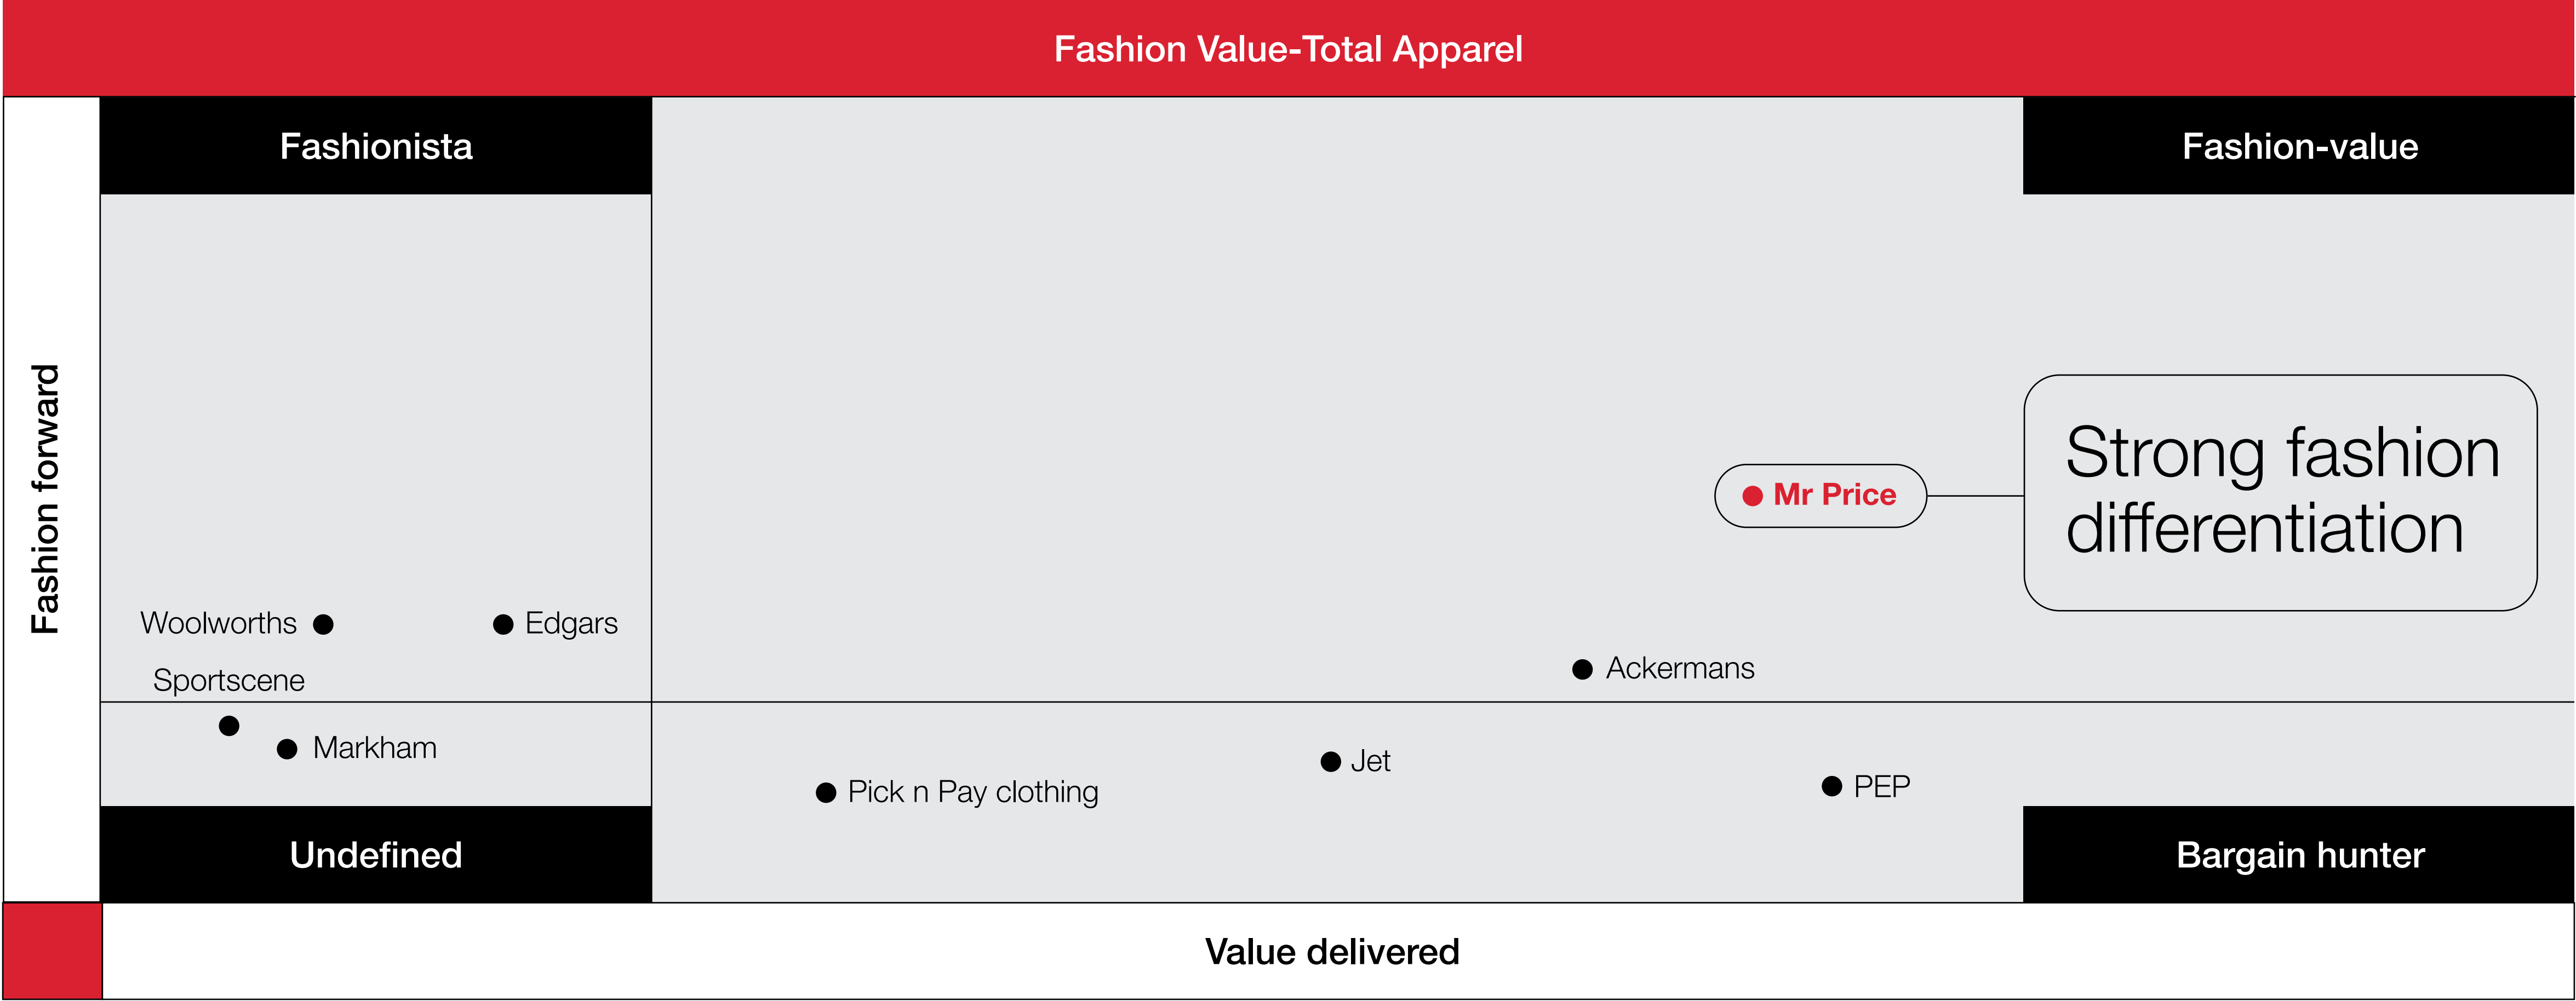 Fashion Value-Total Apparel
Fashionista
Fashion-value
Fashion forward
Strong fashion
differentiation
Mr Price
Woolworths
Edgars
Ackermans
Sportscene
Markham
Jet
Pick n Pay clothing
PEP
Undefined
Bargain hunter
Value delivered